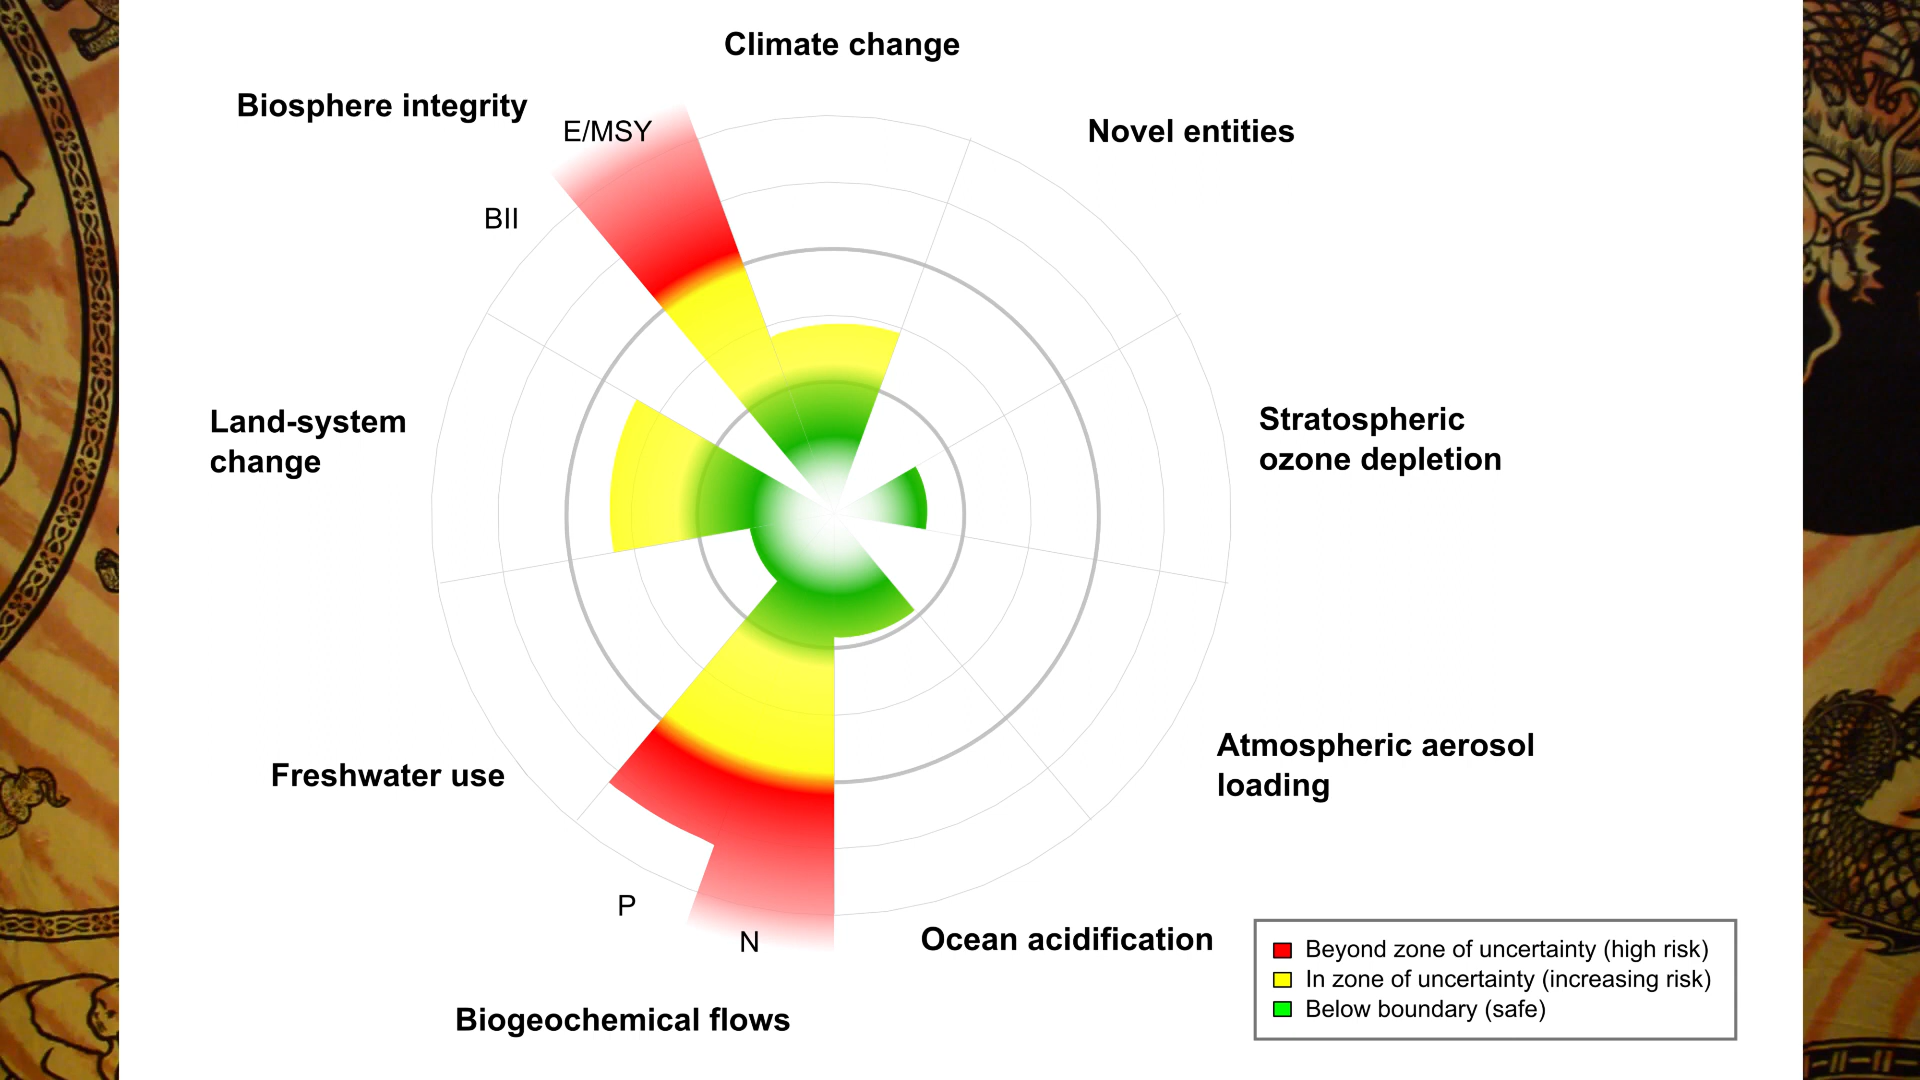 Climate change
Biosphere integrity
E/MSY
Novel entities
BII
Land-system
change
Stratospheric
ozone depletion
Freshwater use
Atmospheric aerosol
loading
P
N
Ocean acidification
Biogeochemical flows
Beyond zone of uncertainty (high risk)
In zone of uncertainty (increasing risk)
Below boundary (safe)